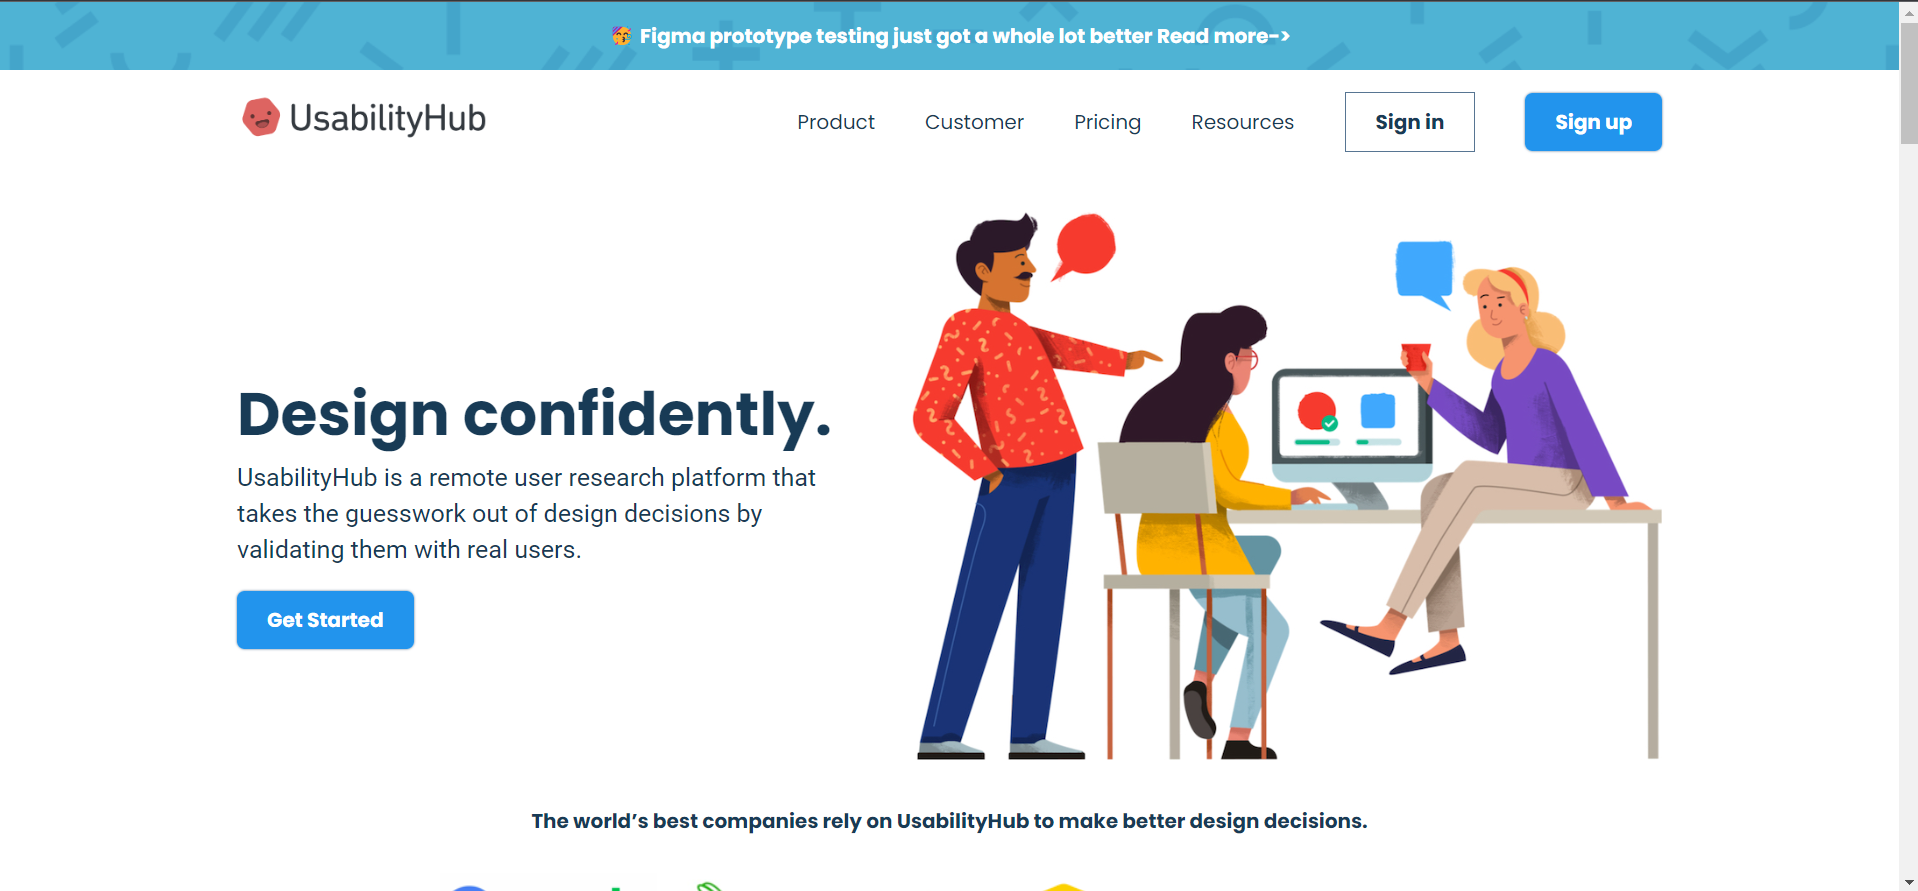 🥳 Figma prototype testing just got a whole lot better Read more->
UsabilityHub
Product
Customer
Pricing
Resources
Sign in
Sign up
Design confidently.
UsabilityHub is a remote user research platform that
takes the guesswork out of design decisions by
validating them with real users.
Get Started
The world’s best companies rely on UsabilityHub to make better design decisions.